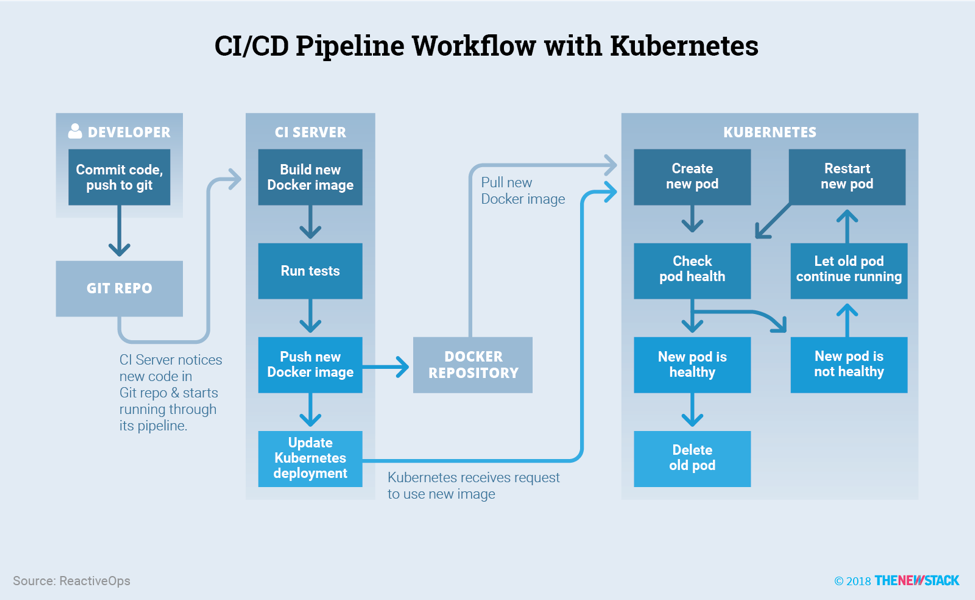 CI/CD Pipeline Workflow with Kubernetes
DEVELOPER
Commit code,
push to git
GIT REPO
CI Server notices
new code in
Git repo & starts
running through
its pipeline.
CI SERVER
Build new
Docker image
Run tests
Push new
Docker image
Update
Kubernetes
deployment
DOCKER
REPOSITORY
Pull new
Docker image
Kubernetes receives request
to use new image
KUBERNETES
Create
new pod
Check
pod health
New pod is
healthy
Delete
old pod
Restart
new pod
Let old pod
continue running
New pod is
not healthy
Source: ReactiveOps
© 2018 THENEWSTACK